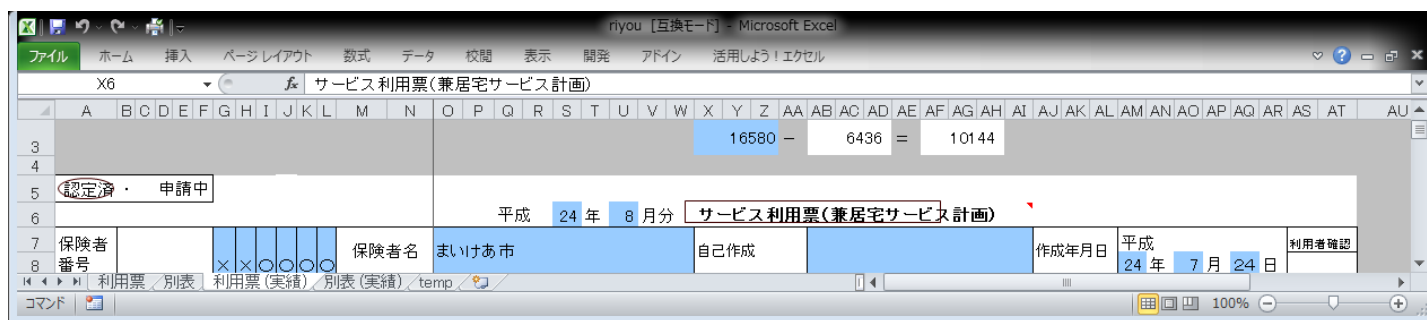 riyou [互換モード] - Microsoft Excel
ファイル ホーム 挿入 ページレイアウト 数式 データ 校閲 表示 開発 アドイン 活用しよう!エクセル
X6 fx サービス利用票(兼居宅サービス計画)
A B C D E F G H I J K L M N O P Q R S T U V W X Y Z AA AB AC AD AE AF AG AH AI AJ AK AL AM AN AO AP AQ AR AS AT AU
3 16580 − 6436 = 10144
4
5 認定済 ・ 申請中
6 平成 24 年 8 月分 サービス利用票(兼居宅サービス計画)
7 保険者 保険者名 まいけあ市 自己作成 作成年月日 平成 利用者確認
8 番号 × × ○ ○ ○ ○ 24 年 7 月 24 日
利用票 別表 利用票(実績) 別表(実績) temp
コマンド 100%